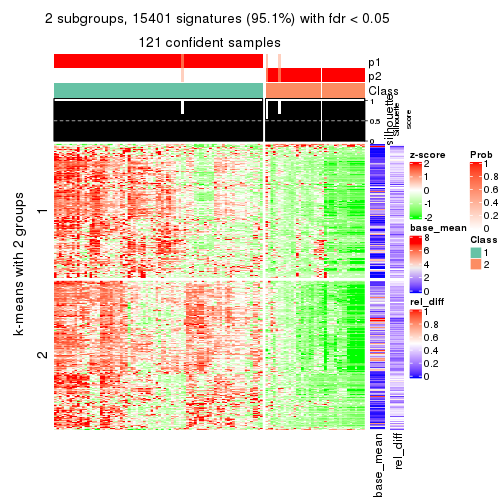 2 subgroups, 15401 signatures (95.1%) with fdr < 0.05
121 confident samples
p1
p2
Class
1
0.5
0
silhouette
Silhouette
score
k-means with 2 groups
1
2
base_mean
rel_diff
z-score
2
1
0
-1
-2
base_mean
8
6
4
2
0
rel_diff
1
0.8
0.6
0.4
0.2
0
Prob
1
0.8
0.6
0.4
0.2
0
Class
1
2